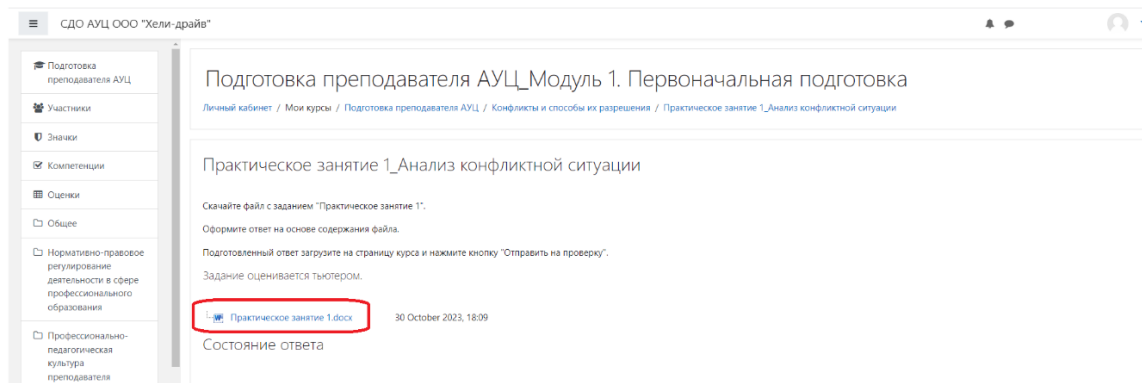 СДО АУЦ ООО "Хели-драйв"
Подготовка
преподавателя АУЦ
Участники
Значки
Компетенции
Оценки
Общее
Нормативно-правовое
регулирование
деятельности в сфере
профессионального
образования
Профессионально-
педагогическая
культура
преподавателя
Подготовка преподавателя АУЦ_Модуль 1. Первоначальная подготовка
Личный кабинет / Мои курсы / Подготовка преподавателя АУЦ / Конфликты и способы их разрешения / Практическое занятие 1_Анализ конфликтной ситуации
Практическое занятие 1_Анализ конфликтной ситуации
Скачайте файл с заданием "Практическое занятие 1".
Оформите ответ на основе содержания файла.
Подготовленный ответ загрузите на страницу курса и нажмите кнопку "Отправить на проверку".
Задание оценивается тьютером.
Практическое занятие 1.docx 30 October 2023, 18:09
Состояние ответа